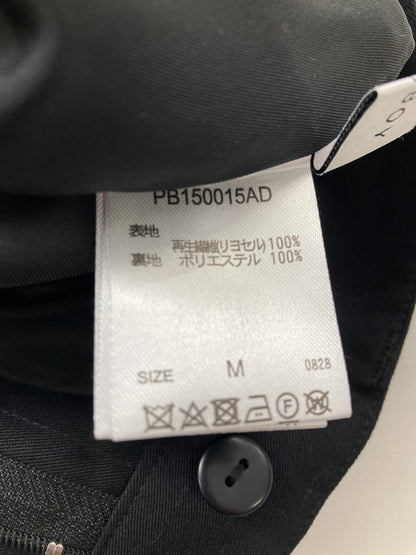 PB150015AD
表地
再生繊維(リヨセル)100%
裏地 ポリエステル 100%
SIZE M 0828
F W